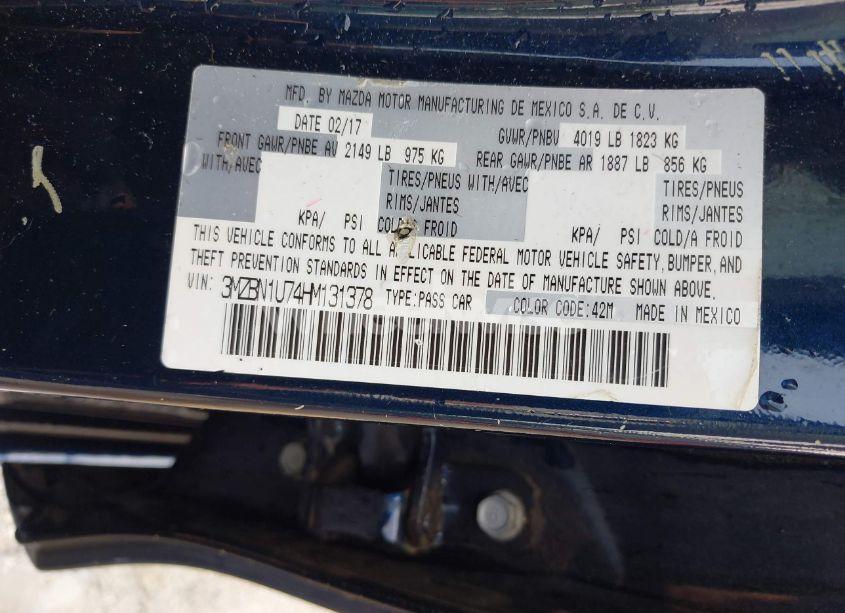 MFD. BY MAZDA MOTOR MANUFACTURING DE MEXICO S.A. DE C.V.
DATE 02/17 GVWR/PNBV 4019 LB 1823 KG
FRONT GAWR/PNBE AV 2149 LB 975 KG REAR GAWR/PNBE AR 1887 LB 856 KG
WITH/AVEC TIRES/PNEUS WITH/AVEC TIRES/PNEUS
RIMS/JANTES RIMS/JANTES
KPA/ PSI COLD/A FROID KPA/ PSI COLD/A FROID
THIS VEHICLE CONFORMS TO ALL APPLICABLE FEDERAL MOTOR VEHICLE SAFETY, BUMPER, AND
THEFT PREVENTION STANDARDS IN EFFECT ON THE DATE OF MANUFACTURE SHOWN ABOVE.
VIN: 3MZBN1U74HM131378 TYPE:PASS CAR COLOR CODE:42M MADE IN MEXICO